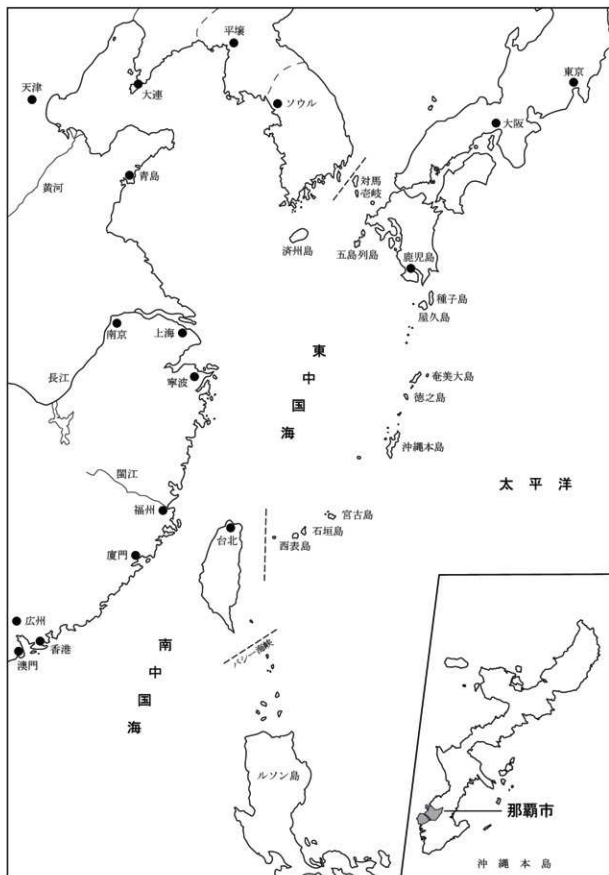 平壌
東京
天津
大連
ソウル
大阪
青島
対馬
壱岐
黄河
済州島
五島列島
鹿児島
種子島
屋久島
南京
上海
東中国海
長江
寧波
奄美大島
徳之島
沖縄本島
太平洋
閩江
福州
宮古島
石垣島
台北
西表島
廈門
広州
香港
澳門
南中国海
バシー海峡
ルソン島
那覇市
沖縄本島